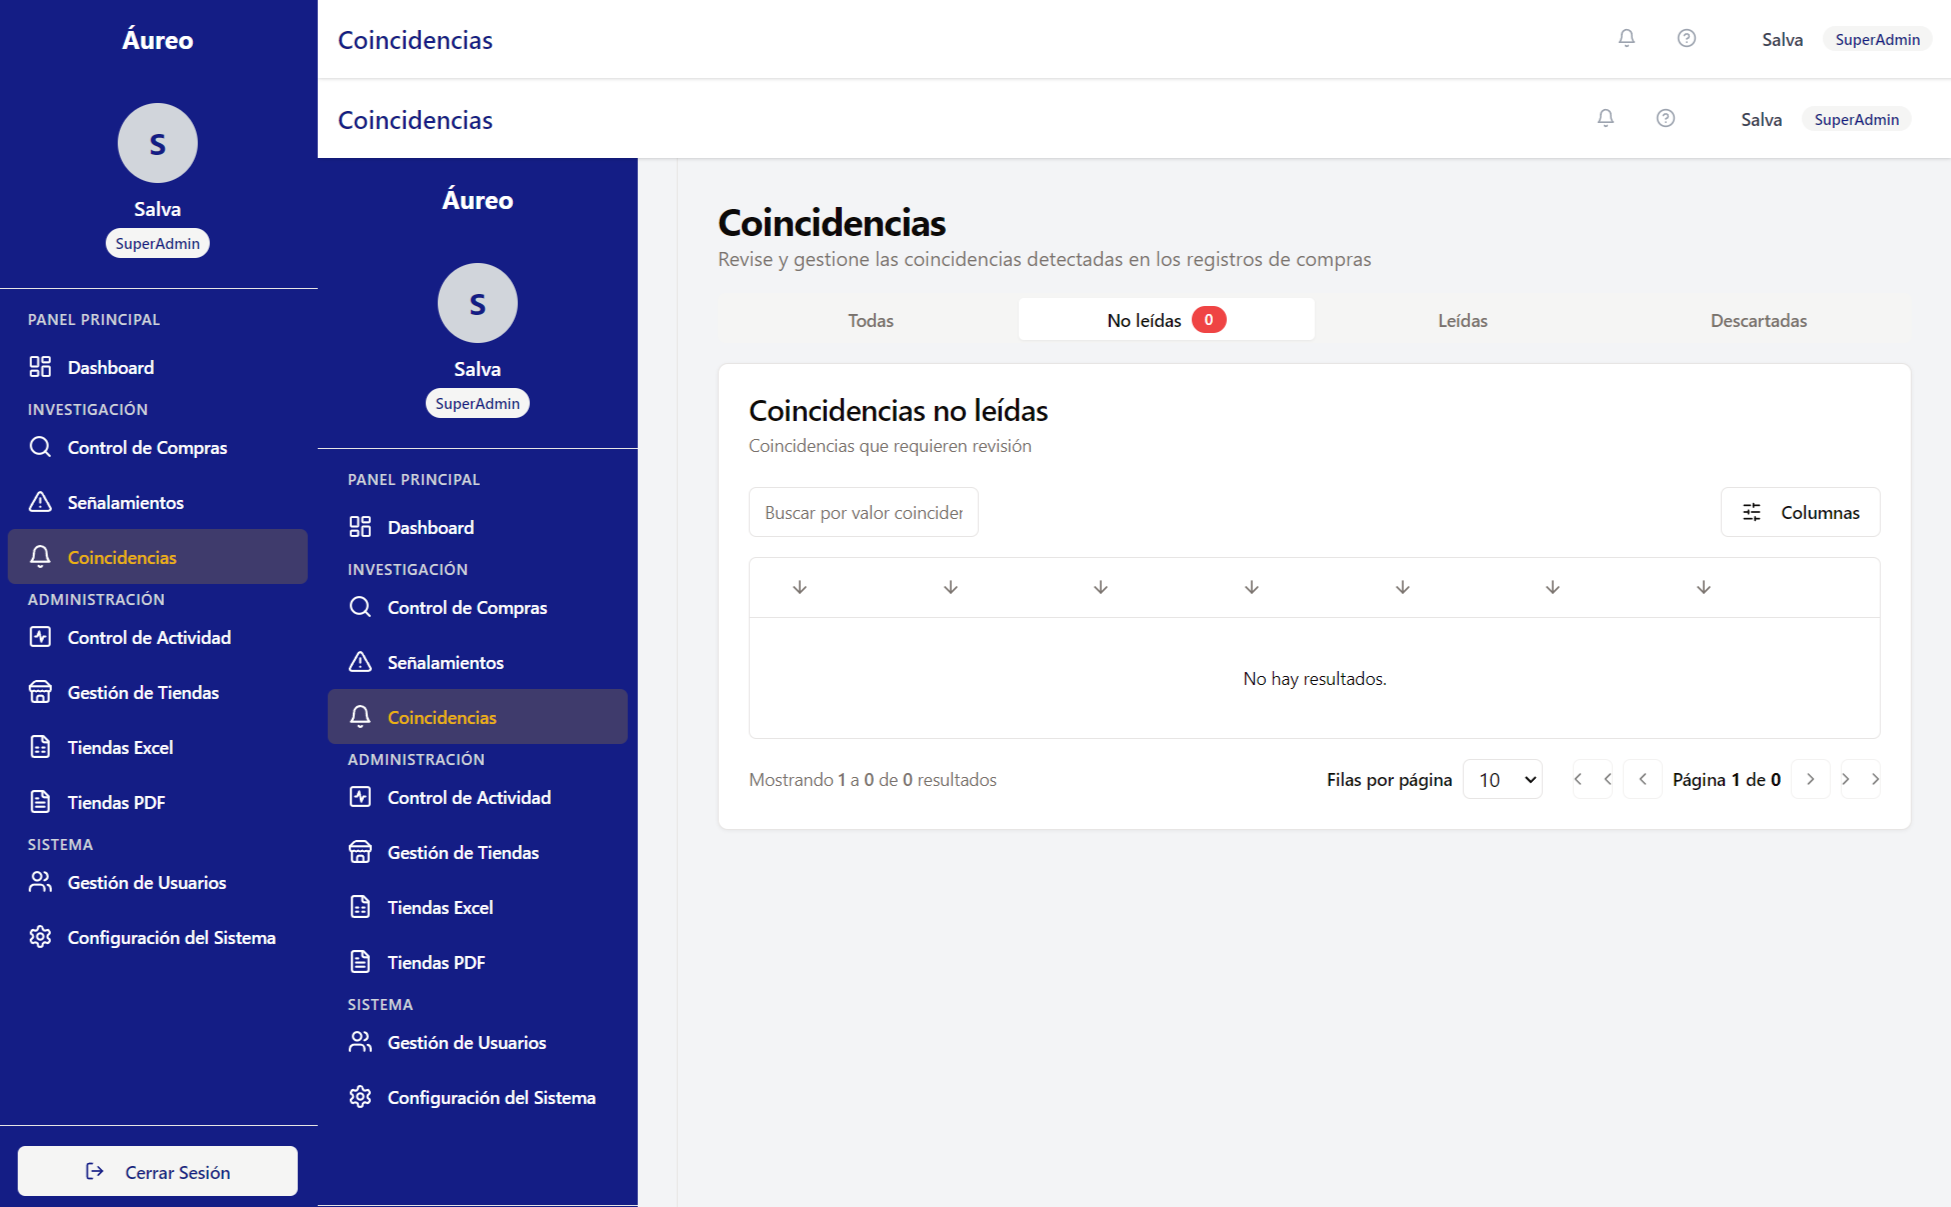 Áureo
S
Salva
SuperAdmin
PANEL PRINCIPAL
Dashboard
INVESTIGACIÓN
Control de Compras
Señalamientos
Coincidencias
ADMINISTRACIÓN
Control de Actividad
Gestión de Tiendas
Tiendas Excel
Tiendas PDF
SISTEMA
Gestión de Usuarios
Configuración del Sistema
Cerrar Sesión
Coincidencias
Salva SuperAdmin
Coincidencias
Salva SuperAdmin
Áureo
S
Salva
SuperAdmin
PANEL PRINCIPAL
Dashboard
INVESTIGACIÓN
Control de Compras
Señalamientos
Coincidencias
ADMINISTRACIÓN
Control de Actividad
Gestión de Tiendas
Tiendas Excel
Tiendas PDF
SISTEMA
Gestión de Usuarios
Configuración del Sistema
Coincidencias
Revise y gestione las coincidencias detectadas en los registros de compras
Todas No leídas 0 Leídas Descartadas
Coincidencias no leídas
Coincidencias que requieren revisión
Buscar por valor coincider Columnas
No hay resultados.
Mostrando 1 a 0 de 0 resultados Filas por página 10 Página 1 de 0